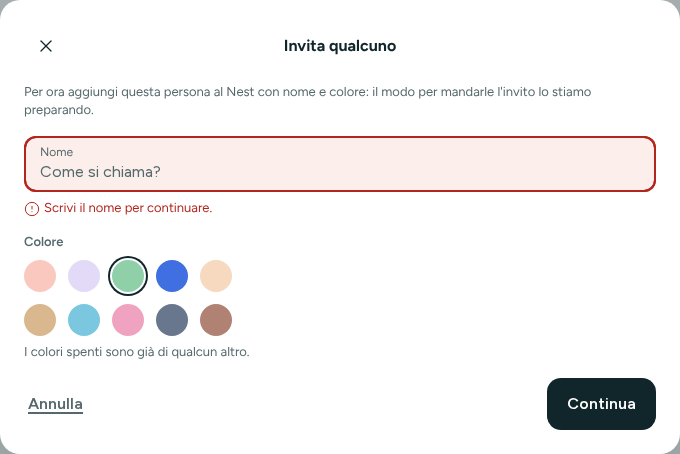 Invita qualcuno
Per ora aggiungi questa persona al Nest con nome e colore: il modo per mandarle l'invito lo stiamo
preparando.
Nome
Come si chiama?
Scrivi il nome per continuare.
Colore
I colori spenti sono già di qualcun altro.
Annulla
Continua